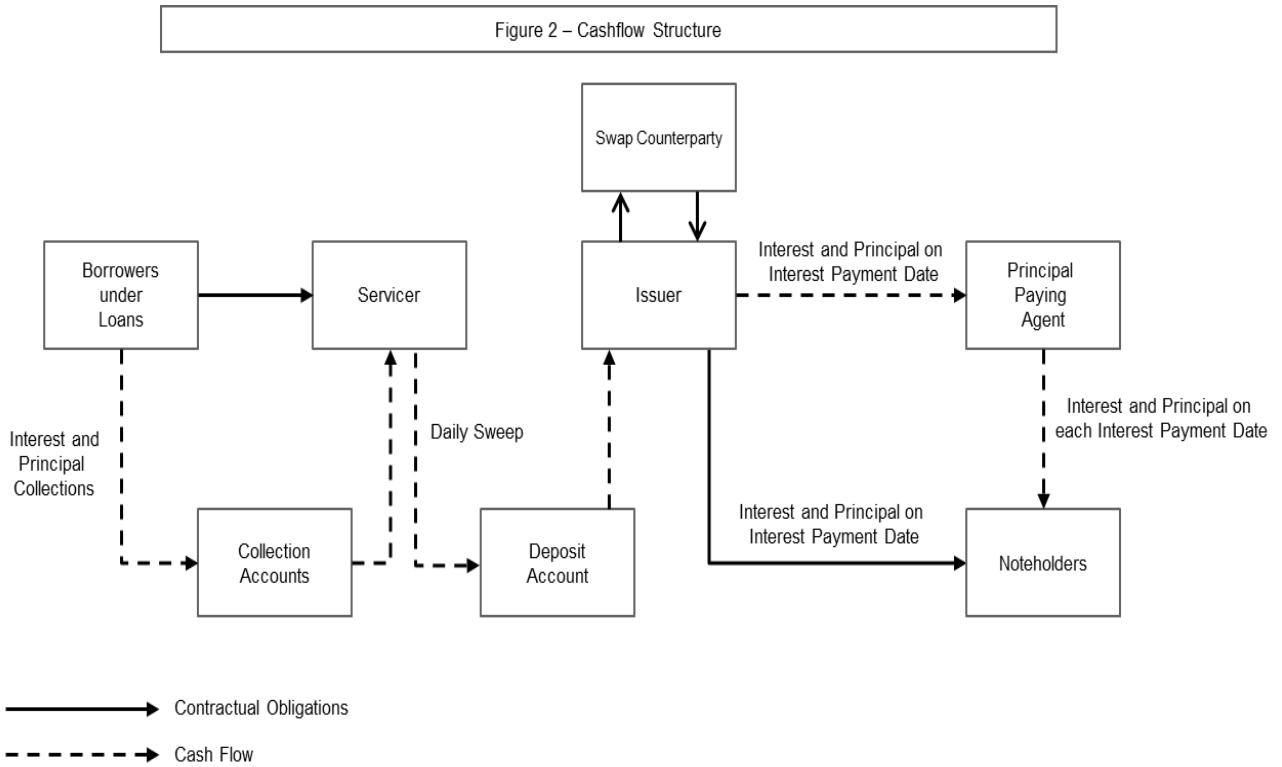 Figure 2 – Cashflow Structure
Swap Counterparty
Borrowers
under
Loans
Servicer
Issuer
Interest and Principal on
Interest Payment Date
Principal
Paying
Agent
Interest and
Principal
Collections
Daily Sweep
Interest and Principal on
each Interest Payment Date
Collection
Accounts
Deposit
Account
Interest and Principal on
Interest Payment Date
Noteholders
Contractual Obligations
Cash Flow